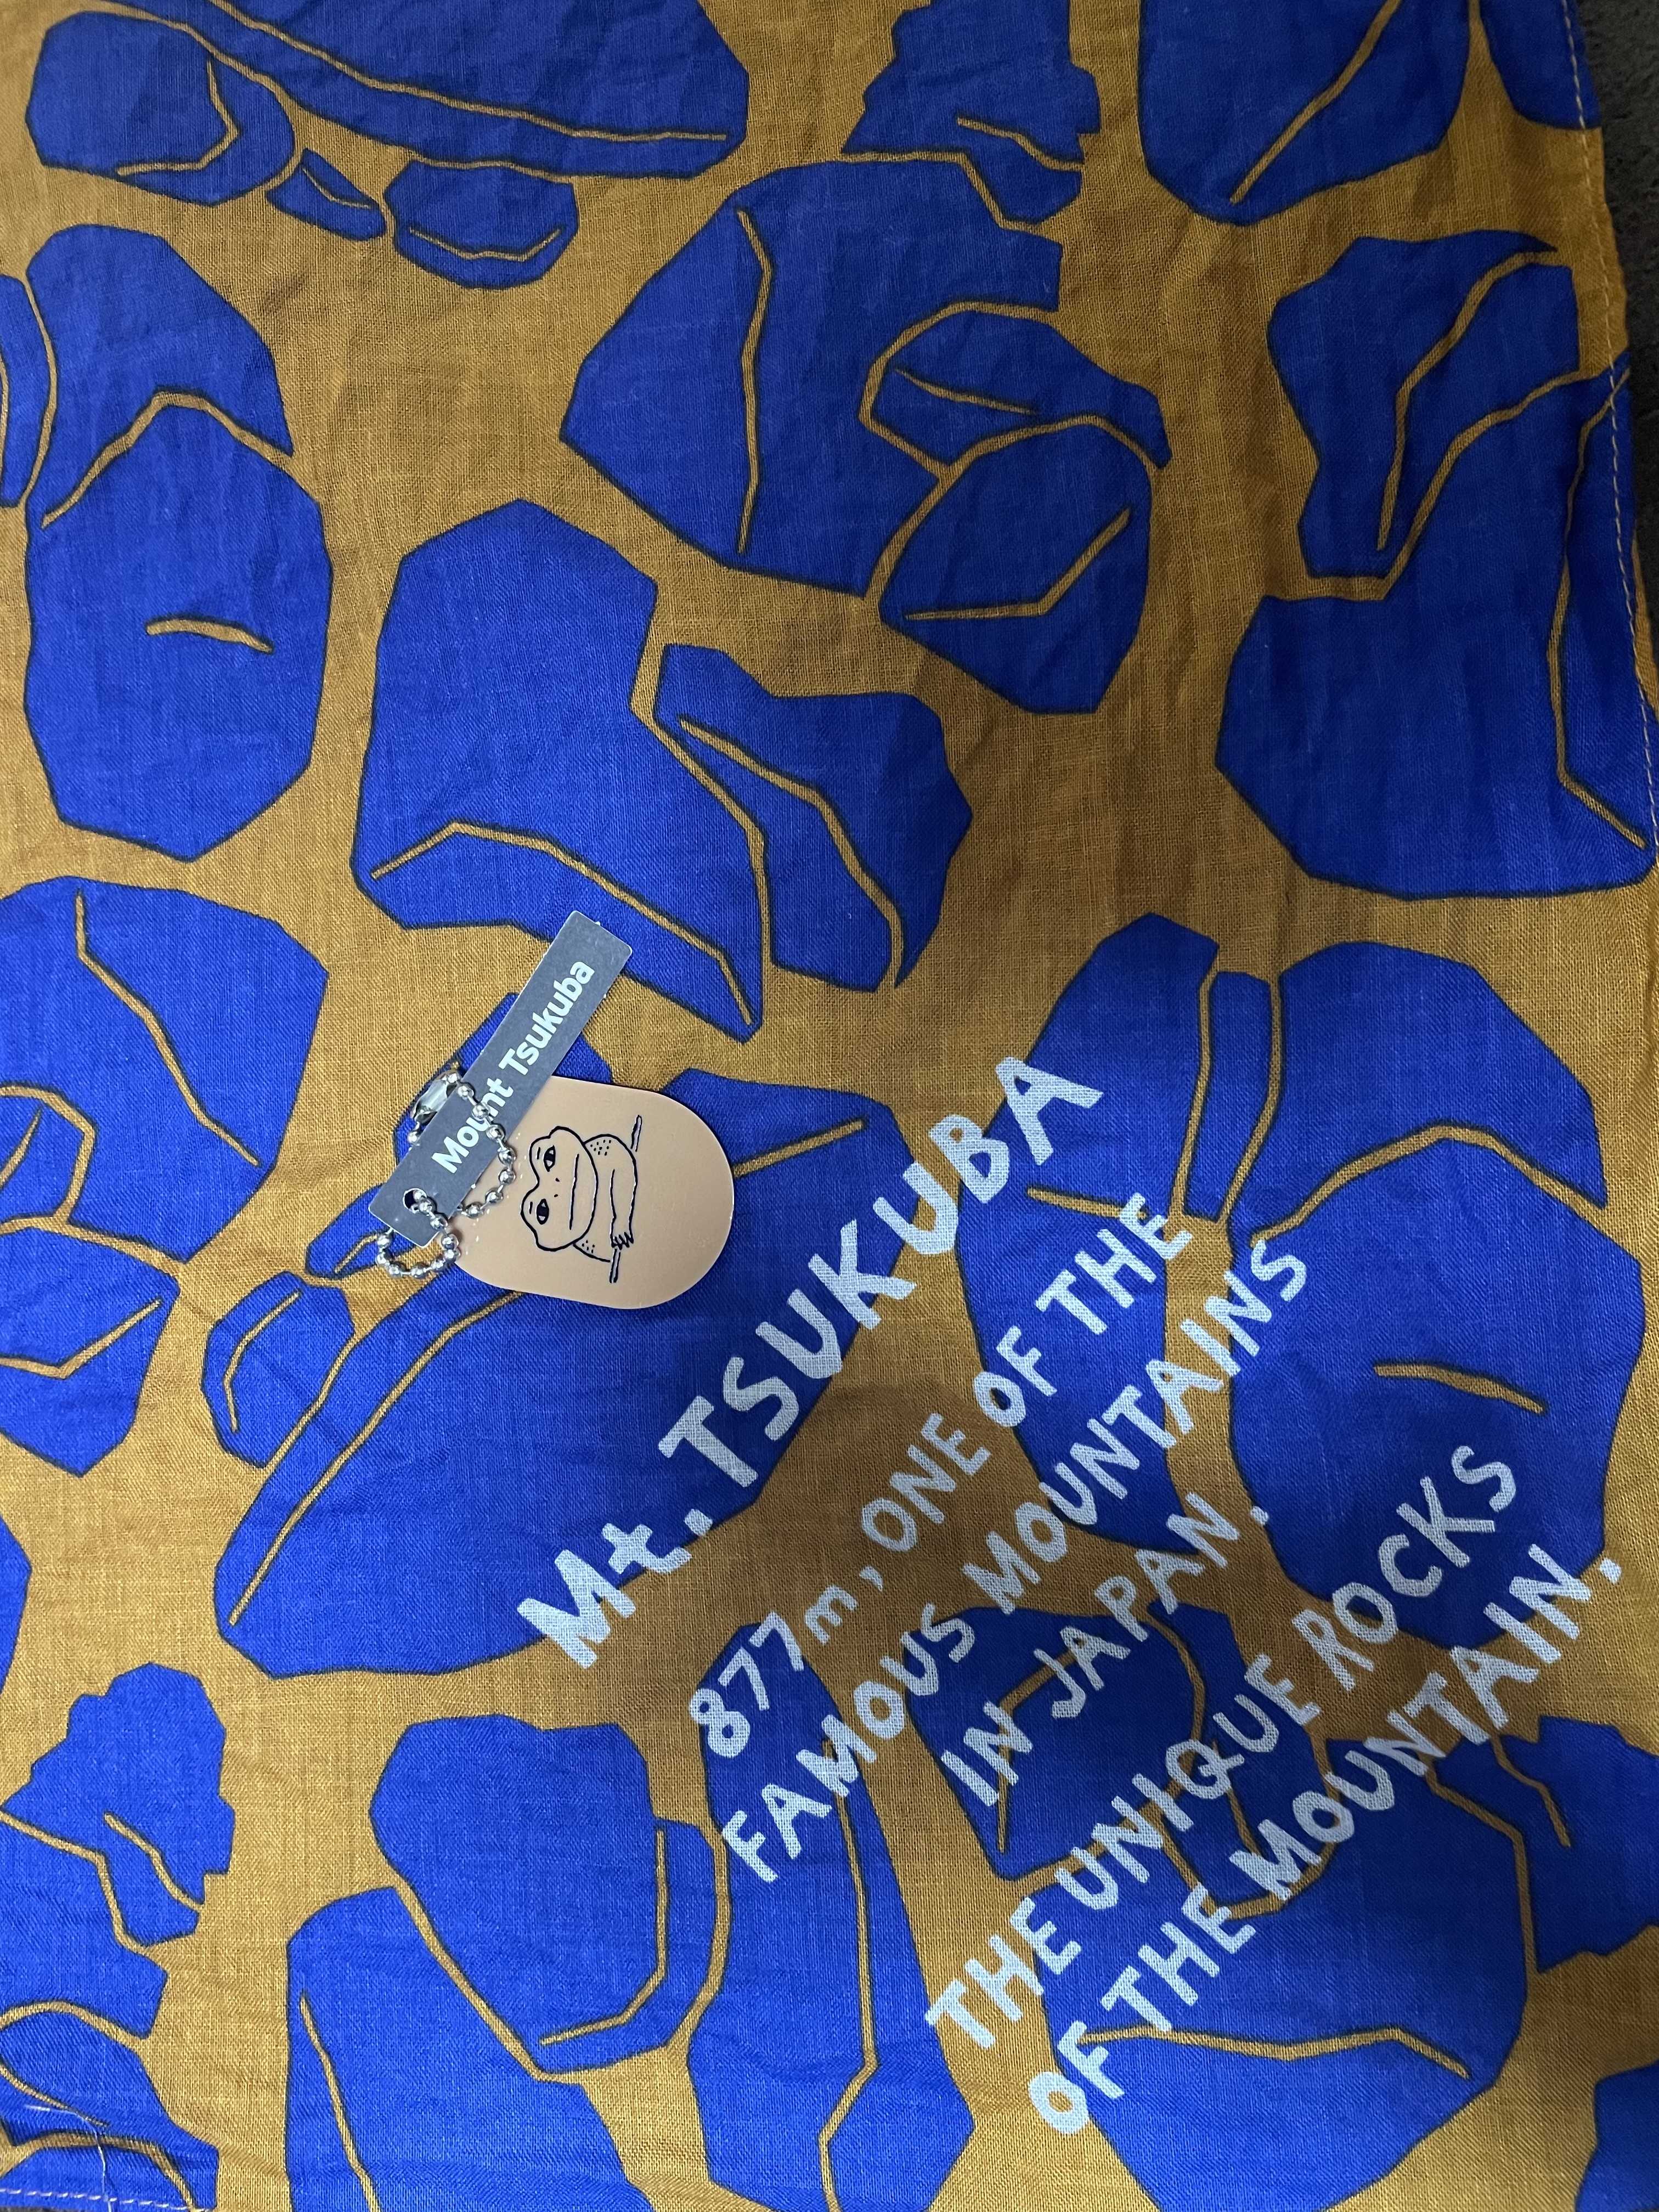 Mount Tsukuba
Mt. TSUKUBA
877m, ONE OF THE
FAMOUS MOUNTAINS
IN JAPAN.
THE UNIQUE ROCKS
OF THE MOUNTAIN.